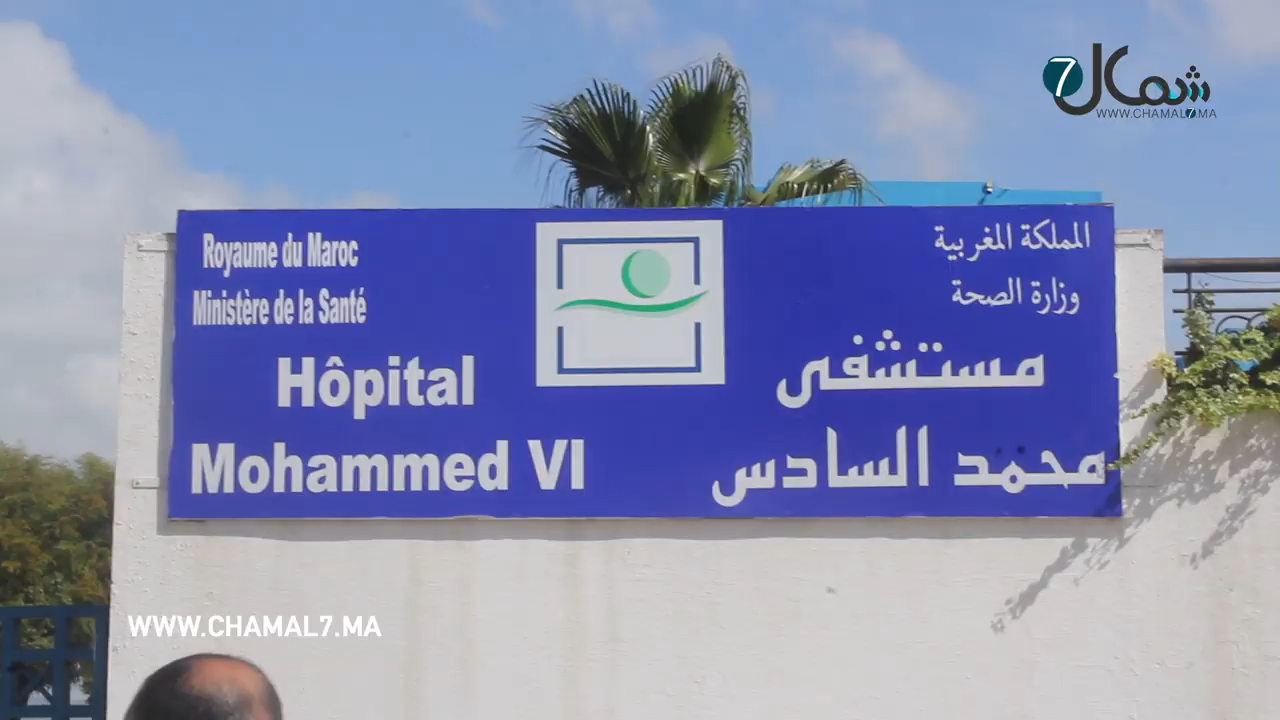 شمال 7
WWW.CHAMAL7.MA
Royaume du Maroc
Ministère de la Santé
Hôpital
Mohammed VI
المملكة المغربية
وزارة الصحة
مستشفى
محمد السادس
WWW.CHAMAL7.MA